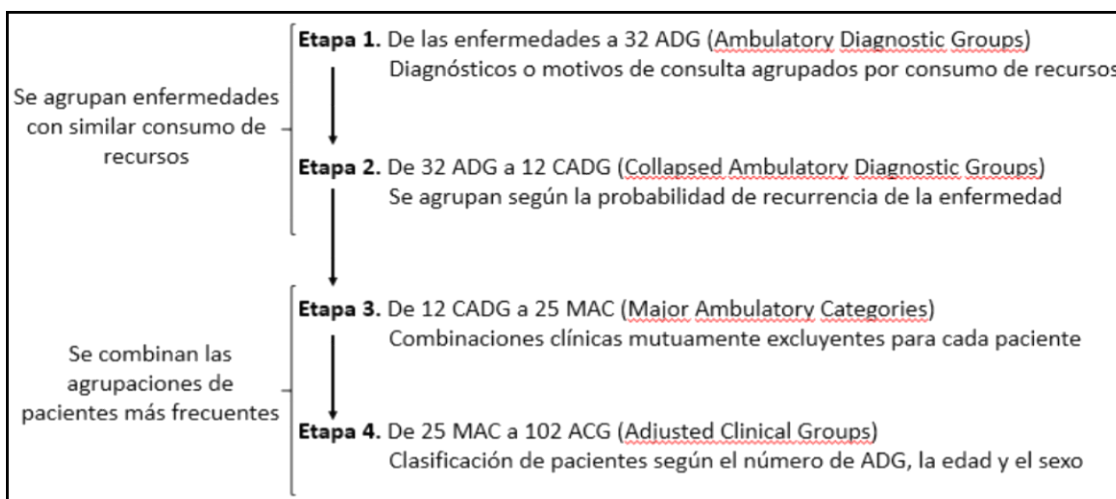 Se agrupan enfermedades
con similar consumo de
recursos
Etapa 1. De las enfermedades a 32 ADG (Ambulatory Diagnostic Groups)
Diagnósticos o motivos de consulta agrupados por consumo de recursos
Etapa 2. De 32 ADG a 12 CADG (Collapsed Ambulatory Diagnostic Groups)
Se agrupan según la probabilidad de recurrencia de la enfermedad
Se combinan las
agrupaciones de
pacientes más frecuentes
Etapa 3. De 12 CADG a 25 MAC (Major Ambulatory Categories)
Combinaciones clínicas mutuamente excluyentes para cada paciente
Etapa 4. De 25 MAC a 102 ACG (Adjusted Clinical Groups)
Clasificación de pacientes según el número de ADG, la edad y el sexo